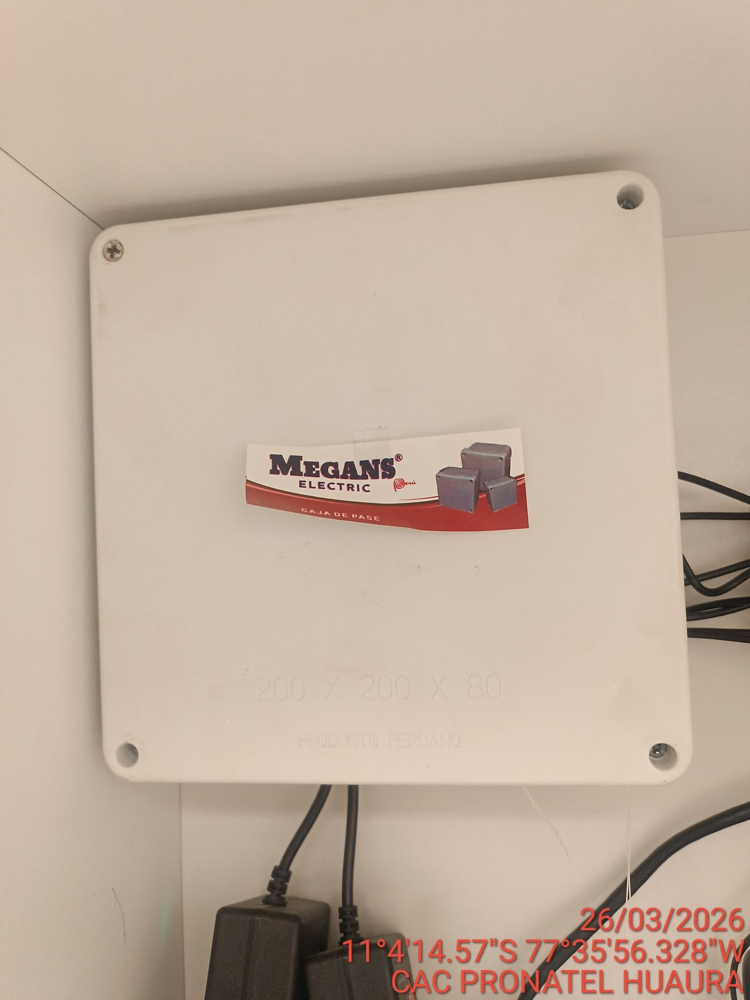 MEGANS®
ELECTRIC
Perú
CAJA DE PASE
200 X 200 X 80
PRODUCTO PERUANO
26/03/2026
11°4'14.57"S 77°35'56.328"W
CAC PRONATEL HUAURA